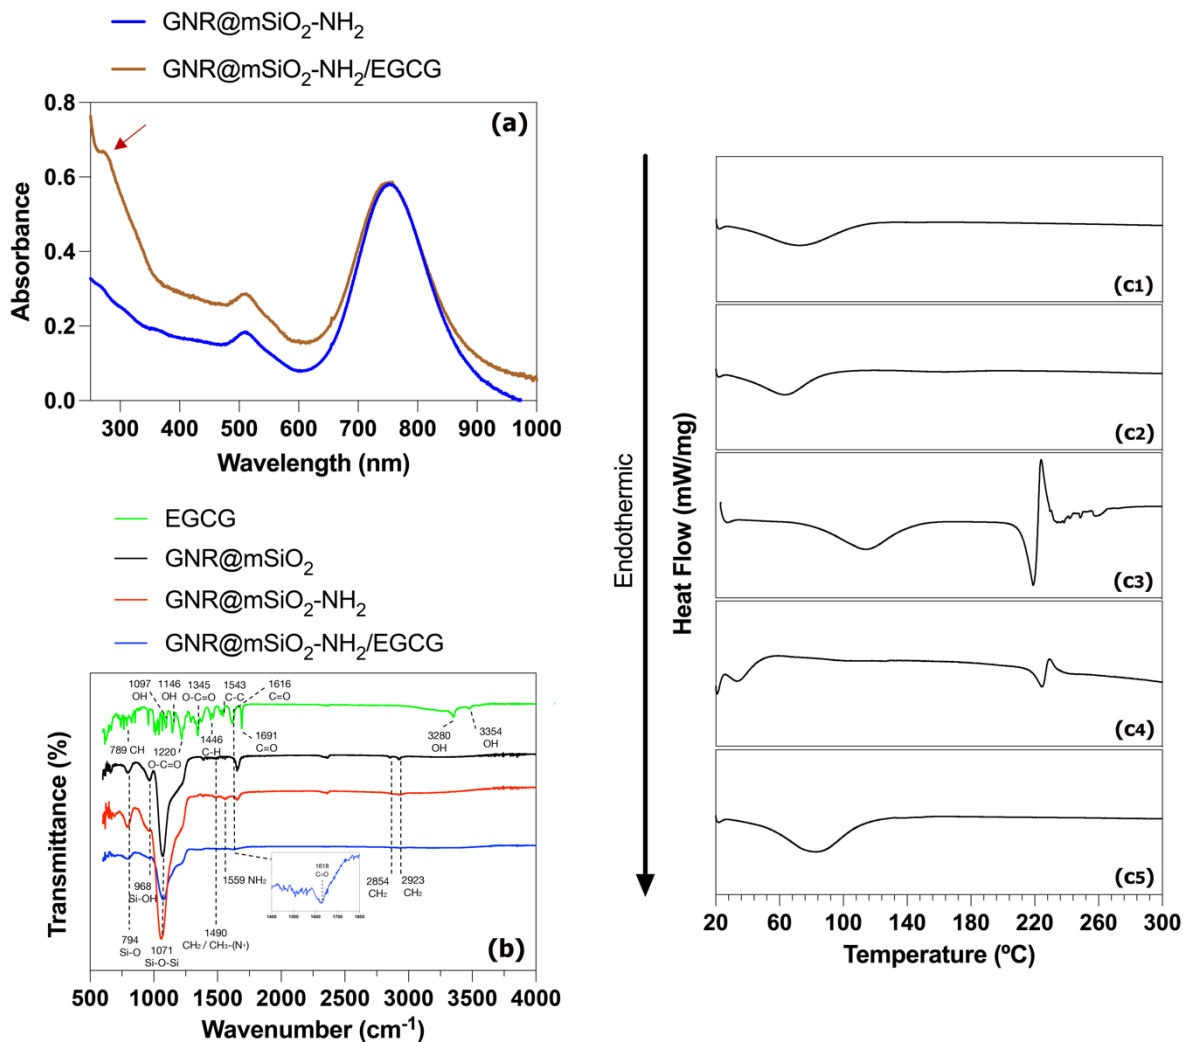 GNR@mSiO2-NH2
GNR@mSiO2-NH2/EGCG
(a)
0.8
0.6
0.4
0.2
0.0
Absorbance
300 400 500 600 700 800 900 1000
Wavelength (nm)
EGCG
GNR@mSiO2
GNR@mSiO2-NH2
GNR@mSiO2-NH2/EGCG
1097 OH
1146 OH
1345 O-C=O
1543 C-C
1616 C=O
789 CH
1220 O-C=O
1446 C-H
1691 C=O
3280 OH
3354 OH
968 Si-OH
794 Si-O
1071 Si-O-Si
1490 CH2 / CH3-(N+)
1559 NH2
1618 C=O
1400 1500 1600 1700 1800
2854 CH2
2923 CH2
(b)
Transmittance (%)
500 1000 1500 2000 2500 3000 3500 4000
Wavenumber (cm-1)
Endothermic
Heat Flow (mW/mg)
(c1)
(c2)
(c3)
(c4)
(c5)
20 60 100 140 180 220 260 300
Temperature (ºC)